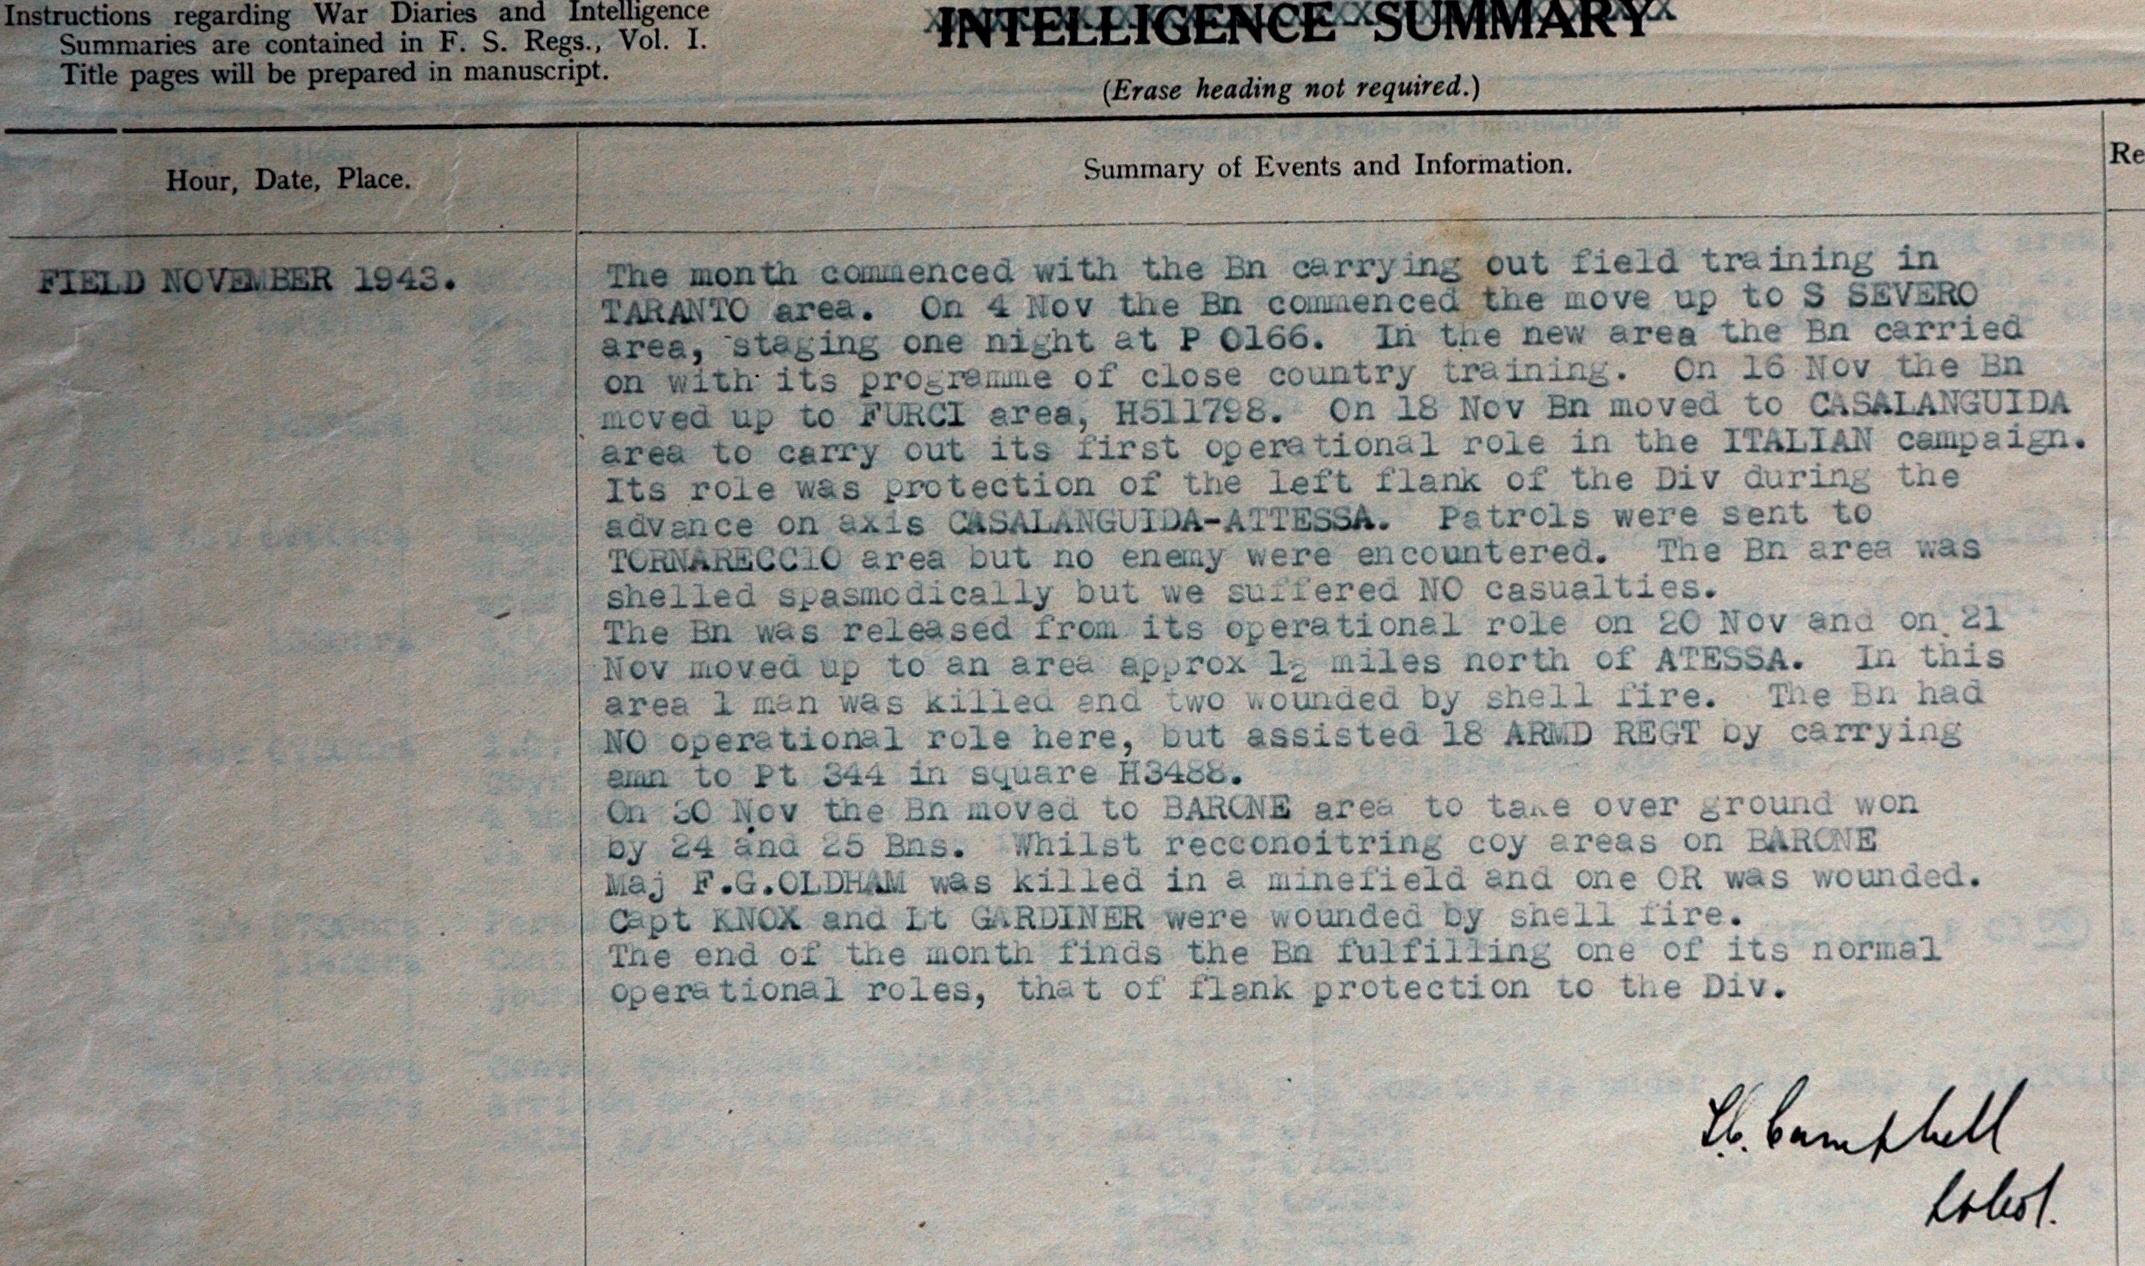 Instructions regarding War Diaries and Intelligence
Summaries are contained in F. S. Regs., Vol. I.
Title pages will be prepared in manuscript.
INTELLIGENCE SUMMARY
(Erase heading not required.)
Hour, Date, Place.
Summary of Events and Information.
Re
FIELD NOVEMBER 1943.
The month commenced with the Bn carrying out field training in
TARANTO area. On 4 Nov the Bn commenced the move up to S SEVERO
area, staging one night at P 0166. In the new area the Bn carried
on with its programme of close country training. On 16 Nov the Bn
moved up to FURCI area, H511798. On 18 Nov Bn moved to CASALANGUIDA
area to carry out its first operational role in the ITALIAN campaign.
Its role was protection of the left flank of the Div during the
advance on axis CASALANGUIDA-ATTESSA. Patrols were sent to
TORNARECCIO area but no enemy were encountered. The Bn area was
shelled spasmodically but we suffered NO casualties.
The Bn was released from its operational role on 20 Nov and on 21
Nov moved up to an area approx 1½ miles north of ATESSA. In this
area 1 man was killed and two wounded by shell fire. The Bn had
NO operational role here, but assisted 18 ARMD REGT by carrying
amn to Pt 344 in square H3488.
On 30 Nov the Bn moved to BARONE area to take over ground won
by 24 and 25 Bns. Whilst recconoitring coy areas on BARONE
Maj F.G.OLDHAM was killed in a minefield and one OR was wounded.
Capt KNOX and Lt GARDINER were wounded by shell fire.
The end of the month finds the Bn fulfilling one of its normal
operational roles, that of flank protection to the Div.
Campbell